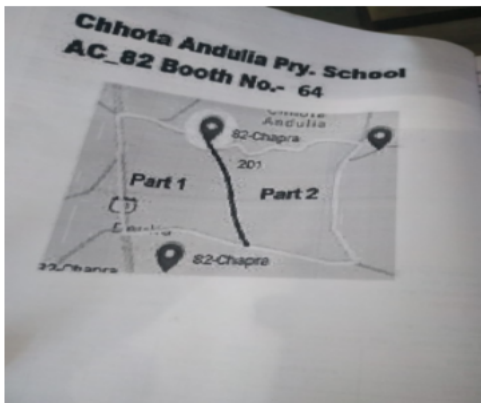 Chhota Andulia Pry. School
AC_82 Booth No.- 64
Andulia
82-Chapra
201
Part 1
Part 2
82-Chapra